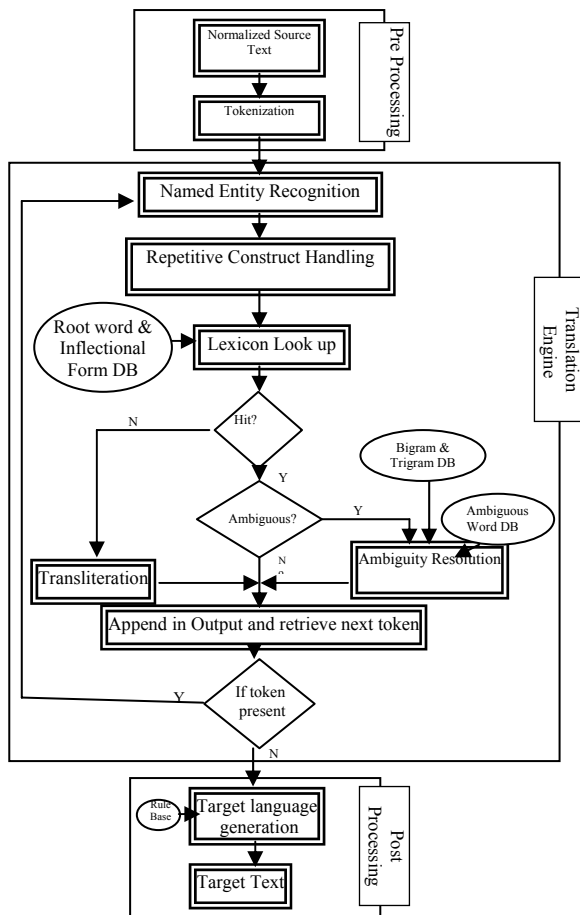 Normalized Source
Text
Pre Processing
Tokenization
Named Entity Recognition
Repetitive Construct Handling
Root word &
Inflectional
Form DB
Lexicon Look up
Translation
Engine
Hit?
N
Y
Bigram &
Trigram DB
Ambiguous
Word DB
Ambiguous?
Y
N
Ambiguity Resolution
Transliteration
Append in Output and retrieve next token
If token
present
Y
N
Rule
Base
Target language
generation
Post
Processing
Target Text